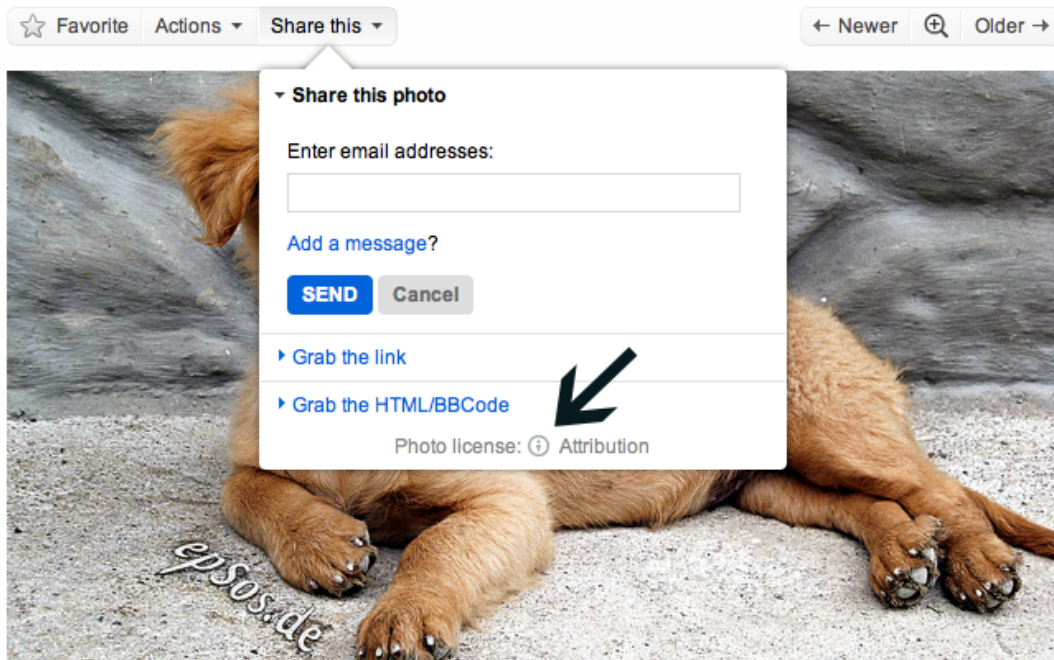 Favorite Actions Share this ← Newer Older →
Share this photo
Enter email addresses:
Add a message?
SEND Cancel
Grab the link
Grab the HTML/BBCode
Photo license: Attribution
epSos.de